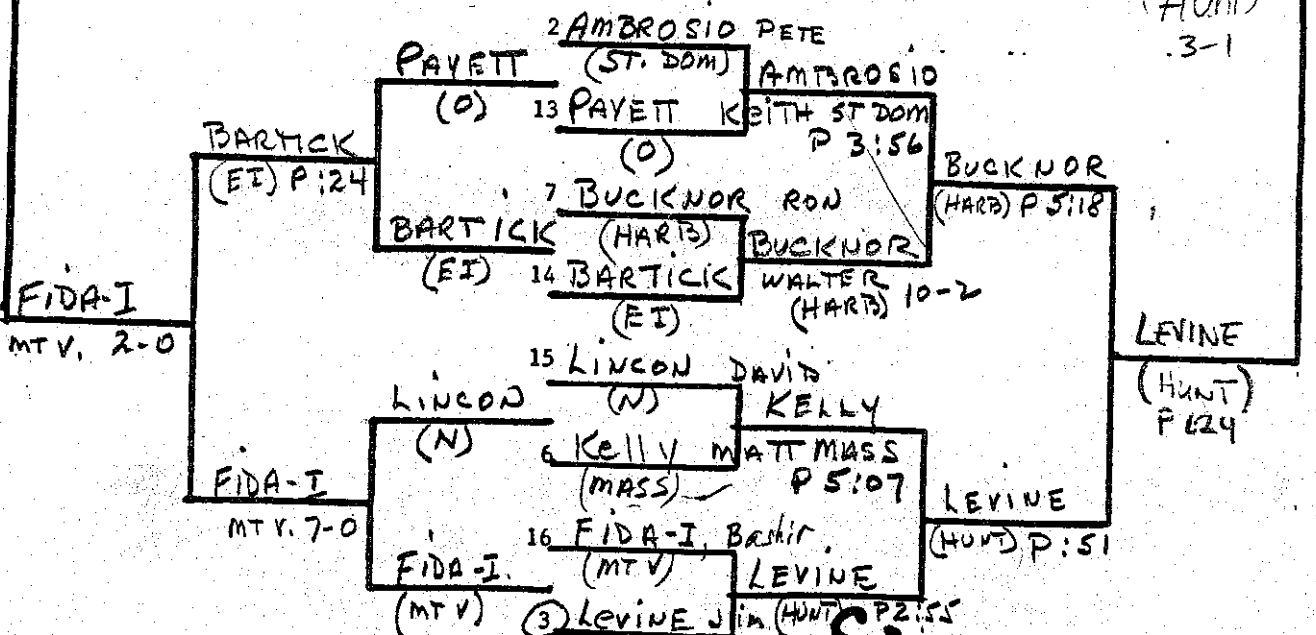 (HUNT)
.3-1
2 AMBROSIO PETE
(ST. DOM)
PAYETT
(O)
AMBROSIO
13 PAYETT KEITH ST DOM
(O)
P 3:56
BARTICK
(EI) P :24
7 BUCKNOR RON
(HARB)
BUCKNOR
(HARB) P 5:18
BARTICK
(EI)
BUCKNOR
14 BARTICK WALTER
(EI)
(HARB) 10-2
FIDA-I
MT V. 2-0
LEVINE
(HUNT)
15 LINCON DAVID
(N)
LINCON
(N)
KELLY
6 Kelly MATT MASS
(MASS)
P 5:07
FIDA-I
MT V. 7-0
LEVINE
(HUNT) P :51
16 FIDA-I, Bashir
(MT V)
FIDA-I.
(MT V)
LEVINE
3 Levine Jim (HUNT) P2:55